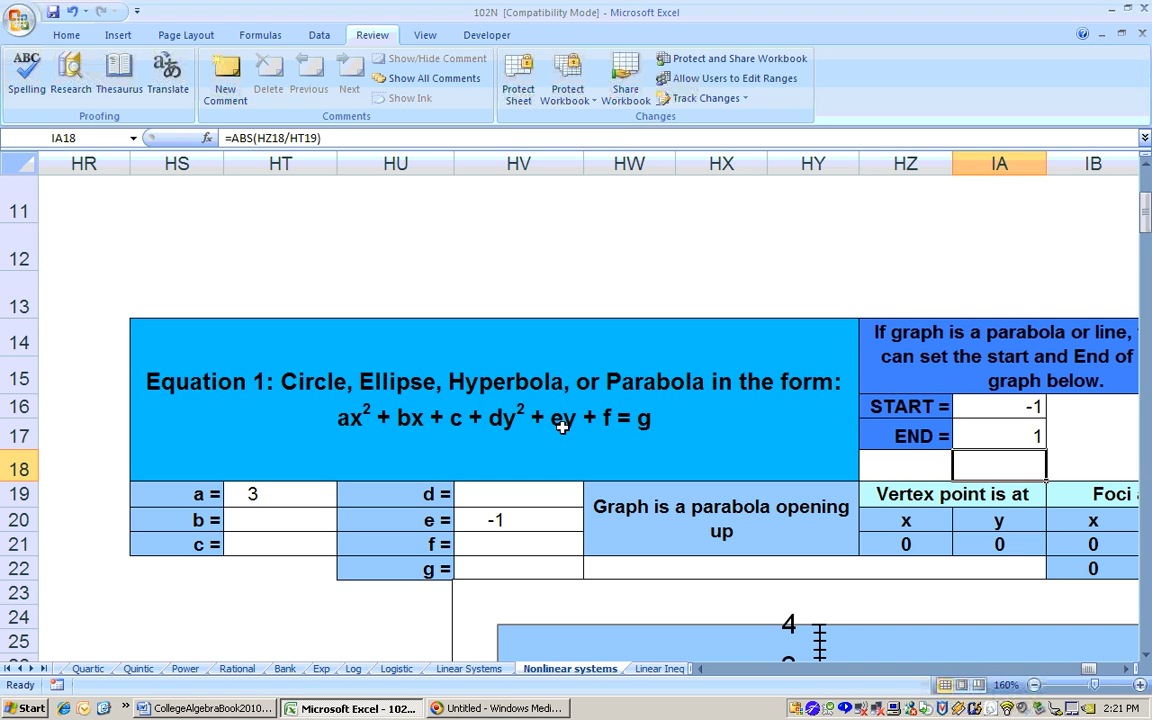 102N [Compatibility Mode] - Microsoft Excel
Home Insert Page Layout Formulas Data Review View Developer
ABC Spelling Research Thesaurus Translate
New Comment Delete Previous Next
Show/Hide Comment
Show All Comments
Show Ink
Protect Sheet Protect Workbook Share Workbook
Protect and Share Workbook
Allow Users to Edit Ranges
Track Changes
Proofing Comments Changes
IA18 fx =ABS(HZ18/HT19)
HR HS HT HU HV HW HX HY HZ IA IB
11
12
13
14 If graph is a parabola or line,
can set the start and End of
15 Equation 1: Circle, Ellipse, Hyperbola, or Parabola in the form: graph below.
16 ax² + bx + c + dy² + ey + f = g START = -1
17 END = 1
18
19 a = 3 d = Graph is a parabola opening up Vertex point is at Foci
20 b = e = -1 x y x
21 c = f = 0 0 0
22 g = 0
23
24 4
25
Quartic Quintic Power Rational Bank Exp Log Logistic Linear Systems Nonlinear systems Linear Ineq
Ready 160%
Start CollegeAlgebraBook2010... Microsoft Excel - 102... Untitled - Windows Medi... 2:21 PM